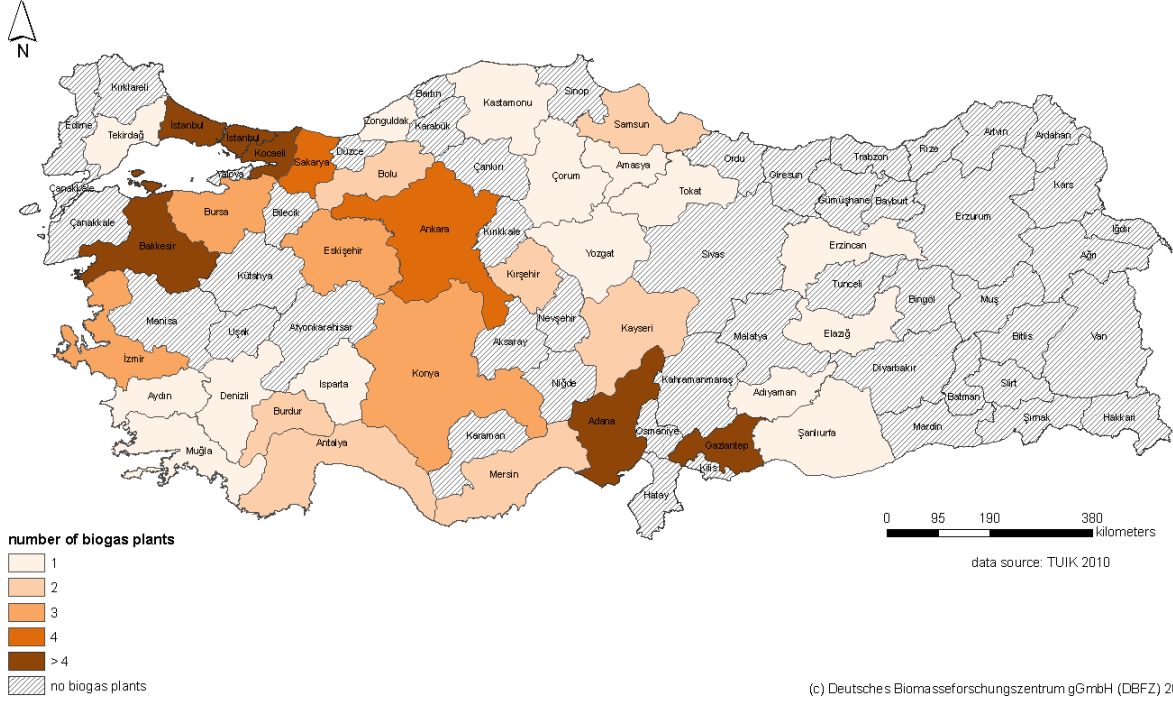 N
Kırklareli
Edirne
Tekirdağ
İstanbul
İstanbul
Kocaeli
Yalova
Sakarya
Düzce
Zonguldak
Bartın
Karabük
Kastamonu
Sinop
Samsun
Çankırı
Bolu
Çorum
Amasya
Tokat
Ordu
Giresun
Trabzon
Rize
Artvin
Ardahan
Gümüşhane
Bayburt
Erzurum
Kars
Iğdır
Ağrı
Çanakkale
Çanakkale
Balıkesir
Bursa
Bilecik
Eskişehir
Ankara
Kırıkkale
Yozgat
Sivas
Erzincan
Tunceli
Bingöl
Muş
Kütahya
Kırşehir
Manisa
Uşak
Afyonkarahisar
Nevşehir
Kayseri
Malatya
Elazığ
Bitlis
Van
İzmir
Aksaray
Konya
Isparta
Niğde
Kahramanmaraş
Diyarbakır
Siirt
Batman
Aydın
Denizli
Burdur
Adıyaman
Şanlıurfa
Mardin
Şırnak
Hakkari
Muğla
Antalya
Karaman
Mersin
Adana
Osmaniye
Gaziantep
Kilis
Hatay
number of biogas plants
1
2
3
4
> 4
no biogas plants
0 95 190 380
kilometers
data source: TUIK 2010
(c) Deutsches Biomasseforschungszentrum gGmbH (DBFZ) 2